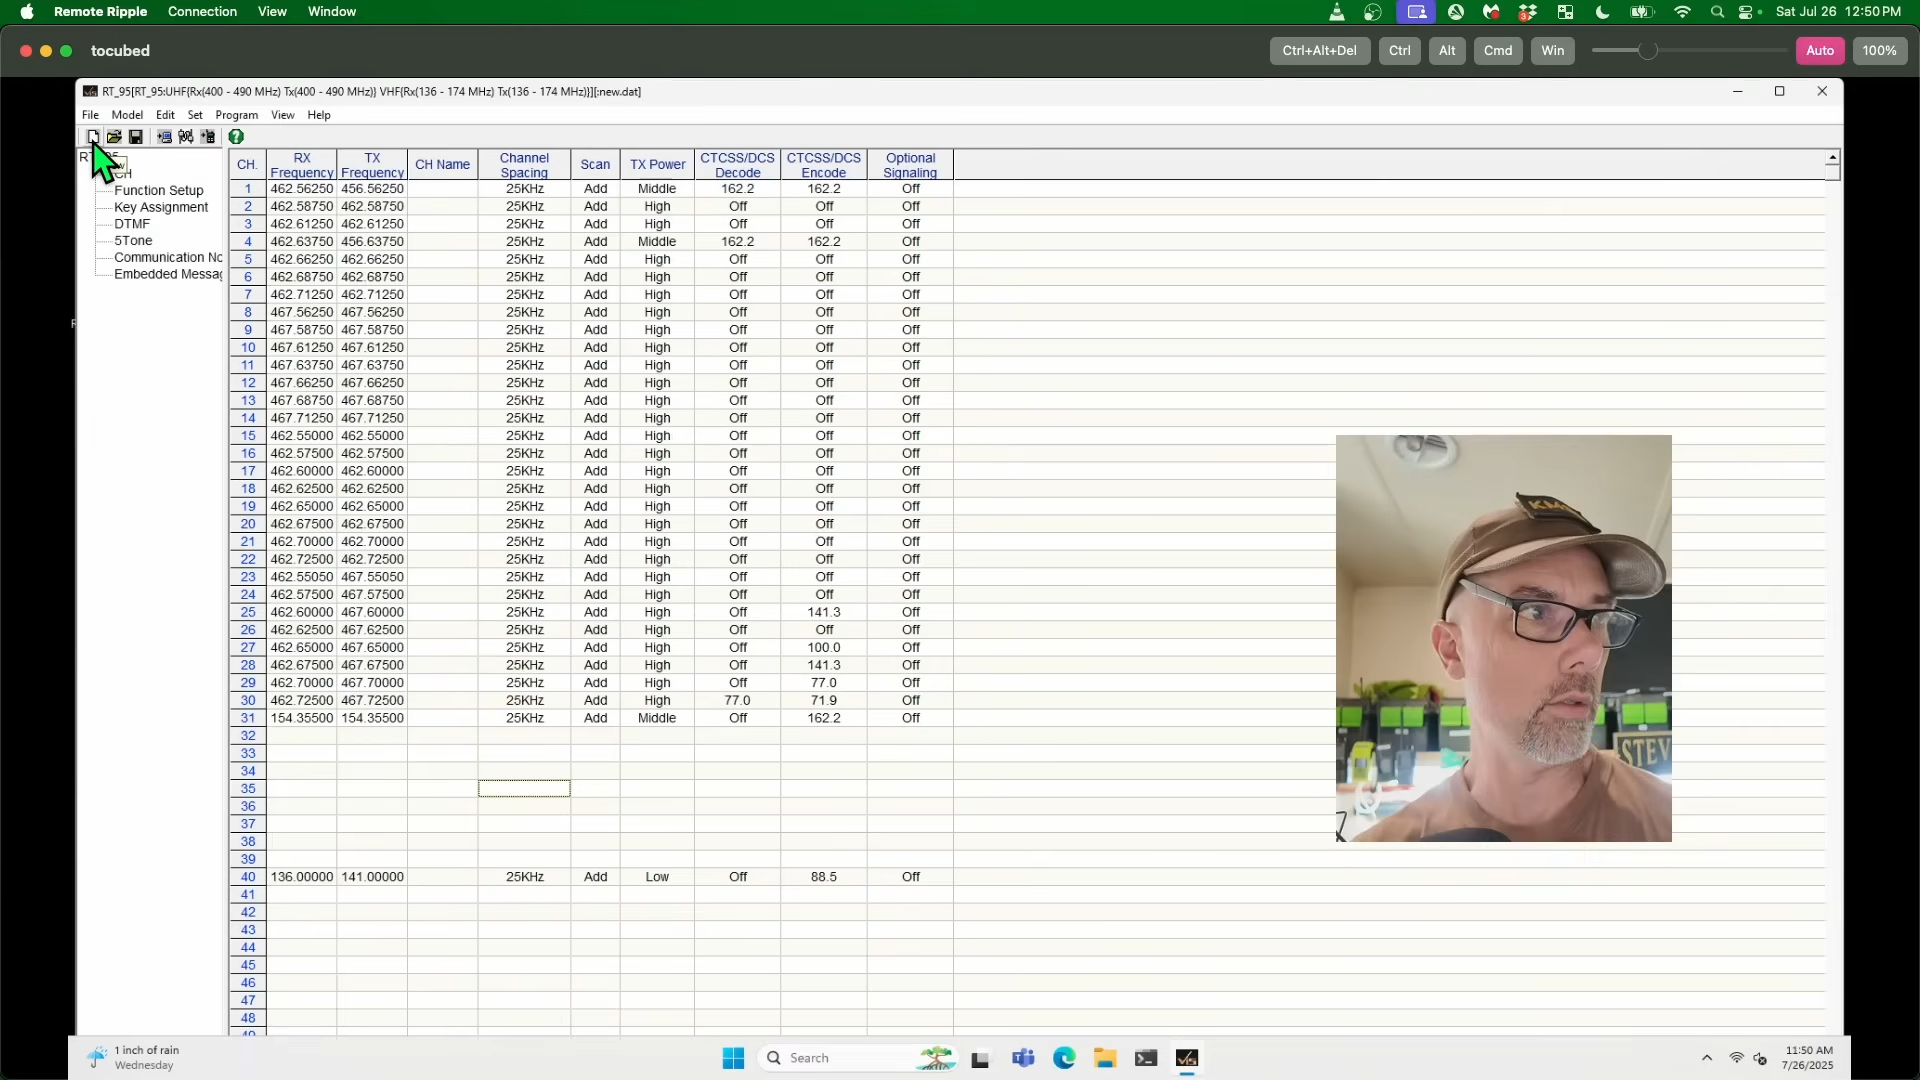 Remote Ripple Connection View Window
3
Sat Jul 26 12:50 PM
tocubed
Ctrl+Alt+Del Ctrl Alt Cmd Win Auto 100%
RT_95[RT_95:UHF{Rx(400 - 490 MHz) Tx(400 - 490 MHz)} VHF{Rx(136 - 174 MHz) Tx(136 - 174 MHz)}][:new.dat]
File Model Edit Set Program View Help
Function Setup
Key Assignment
DTMF
5Tone
Communication No
Embedded Messag
CH. RX Frequency TX Frequency CH Name Channel Spacing Scan TX Power CTCSS/DCS Decode CTCSS/DCS Encode Optional Signaling
1 462.56250 456.56250 25KHz Add Middle 162.2 162.2 Off
2 462.58750 462.58750 25KHz Add High Off Off Off
3 462.61250 462.61250 25KHz Add High Off Off Off
4 462.63750 456.63750 25KHz Add Middle 162.2 162.2 Off
5 462.66250 462.66250 25KHz Add High Off Off Off
6 462.68750 462.68750 25KHz Add High Off Off Off
7 462.71250 462.71250 25KHz Add High Off Off Off
8 467.56250 467.56250 25KHz Add High Off Off Off
9 467.58750 467.58750 25KHz Add High Off Off Off
10 467.61250 467.61250 25KHz Add High Off Off Off
11 467.63750 467.63750 25KHz Add High Off Off Off
12 467.66250 467.66250 25KHz Add High Off Off Off
13 467.68750 467.68750 25KHz Add High Off Off Off
14 467.71250 467.71250 25KHz Add High Off Off Off
15 462.55000 462.55000 25KHz Add High Off Off Off
16 462.57500 462.57500 25KHz Add High Off Off Off
17 462.60000 462.60000 25KHz Add High Off Off Off
18 462.62500 462.62500 25KHz Add High Off Off Off
19 462.65000 462.65000 25KHz Add High Off Off Off
20 462.67500 462.67500 25KHz Add High Off Off Off
21 462.70000 462.70000 25KHz Add High Off Off Off
22 462.72500 462.72500 25KHz Add High Off Off Off
23 462.55050 467.55050 25KHz Add High Off Off Off
24 462.57500 467.57500 25KHz Add High Off Off Off
25 462.60000 467.60000 25KHz Add High Off 141.3 Off
26 462.62500 467.62500 25KHz Add High Off Off Off
27 462.65000 467.65000 25KHz Add High Off 100.0 Off
28 462.67500 467.67500 25KHz Add High Off 141.3 Off
29 462.70000 467.70000 25KHz Add High Off 77.0 Off
30 462.72500 467.72500 25KHz Add High 77.0 71.9 Off
31 154.35500 154.35500 25KHz Add Middle Off 162.2 Off
32
33
34
35
36
37
38
39
40 136.00000 141.00000 25KHz Add Low Off 88.5 Off
41
42
43
44
45
46
47
48
49
STEV
1 inch of rain
Wednesday
Search
11:50 AM
7/26/2025